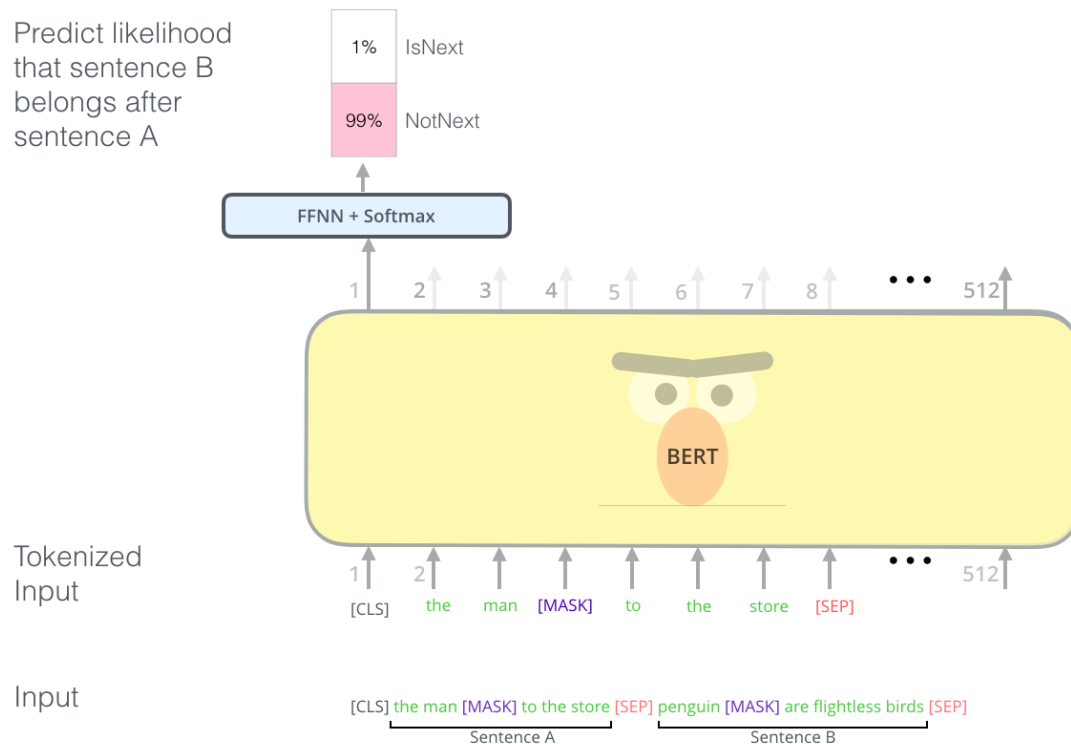 Predict likelihood
that sentence B
belongs after
sentence A
1% IsNext
99% NotNext
FFNN + Softmax
1 2 3 4 5 6 7 8 ••• 512
BERT
Tokenized
Input
1 2 ••• 512
[CLS] the man [MASK] to the store [SEP]
Input
[CLS] the man [MASK] to the store [SEP] penguin [MASK] are flightless birds [SEP]
Sentence A Sentence B